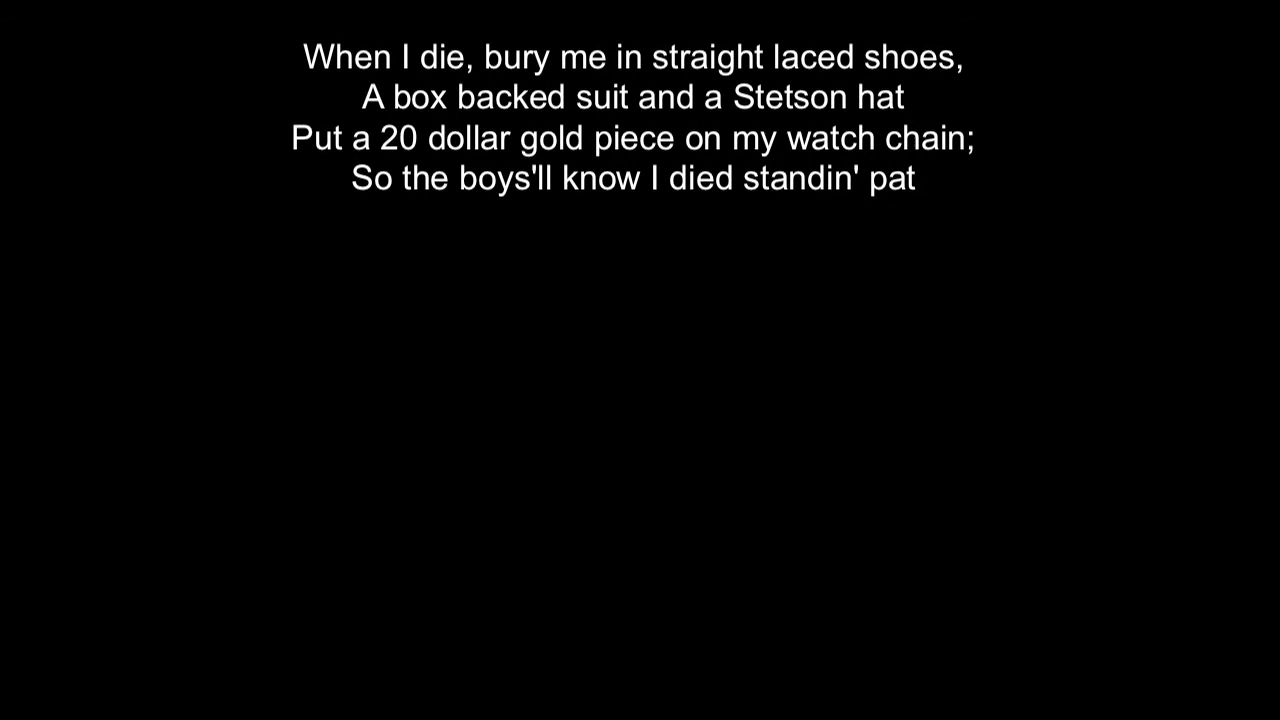 When I die, bury me in straight laced shoes,
A box backed suit and a Stetson hat
Put a 20 dollar gold piece on my watch chain;
So the boys'll know I died standin' pat